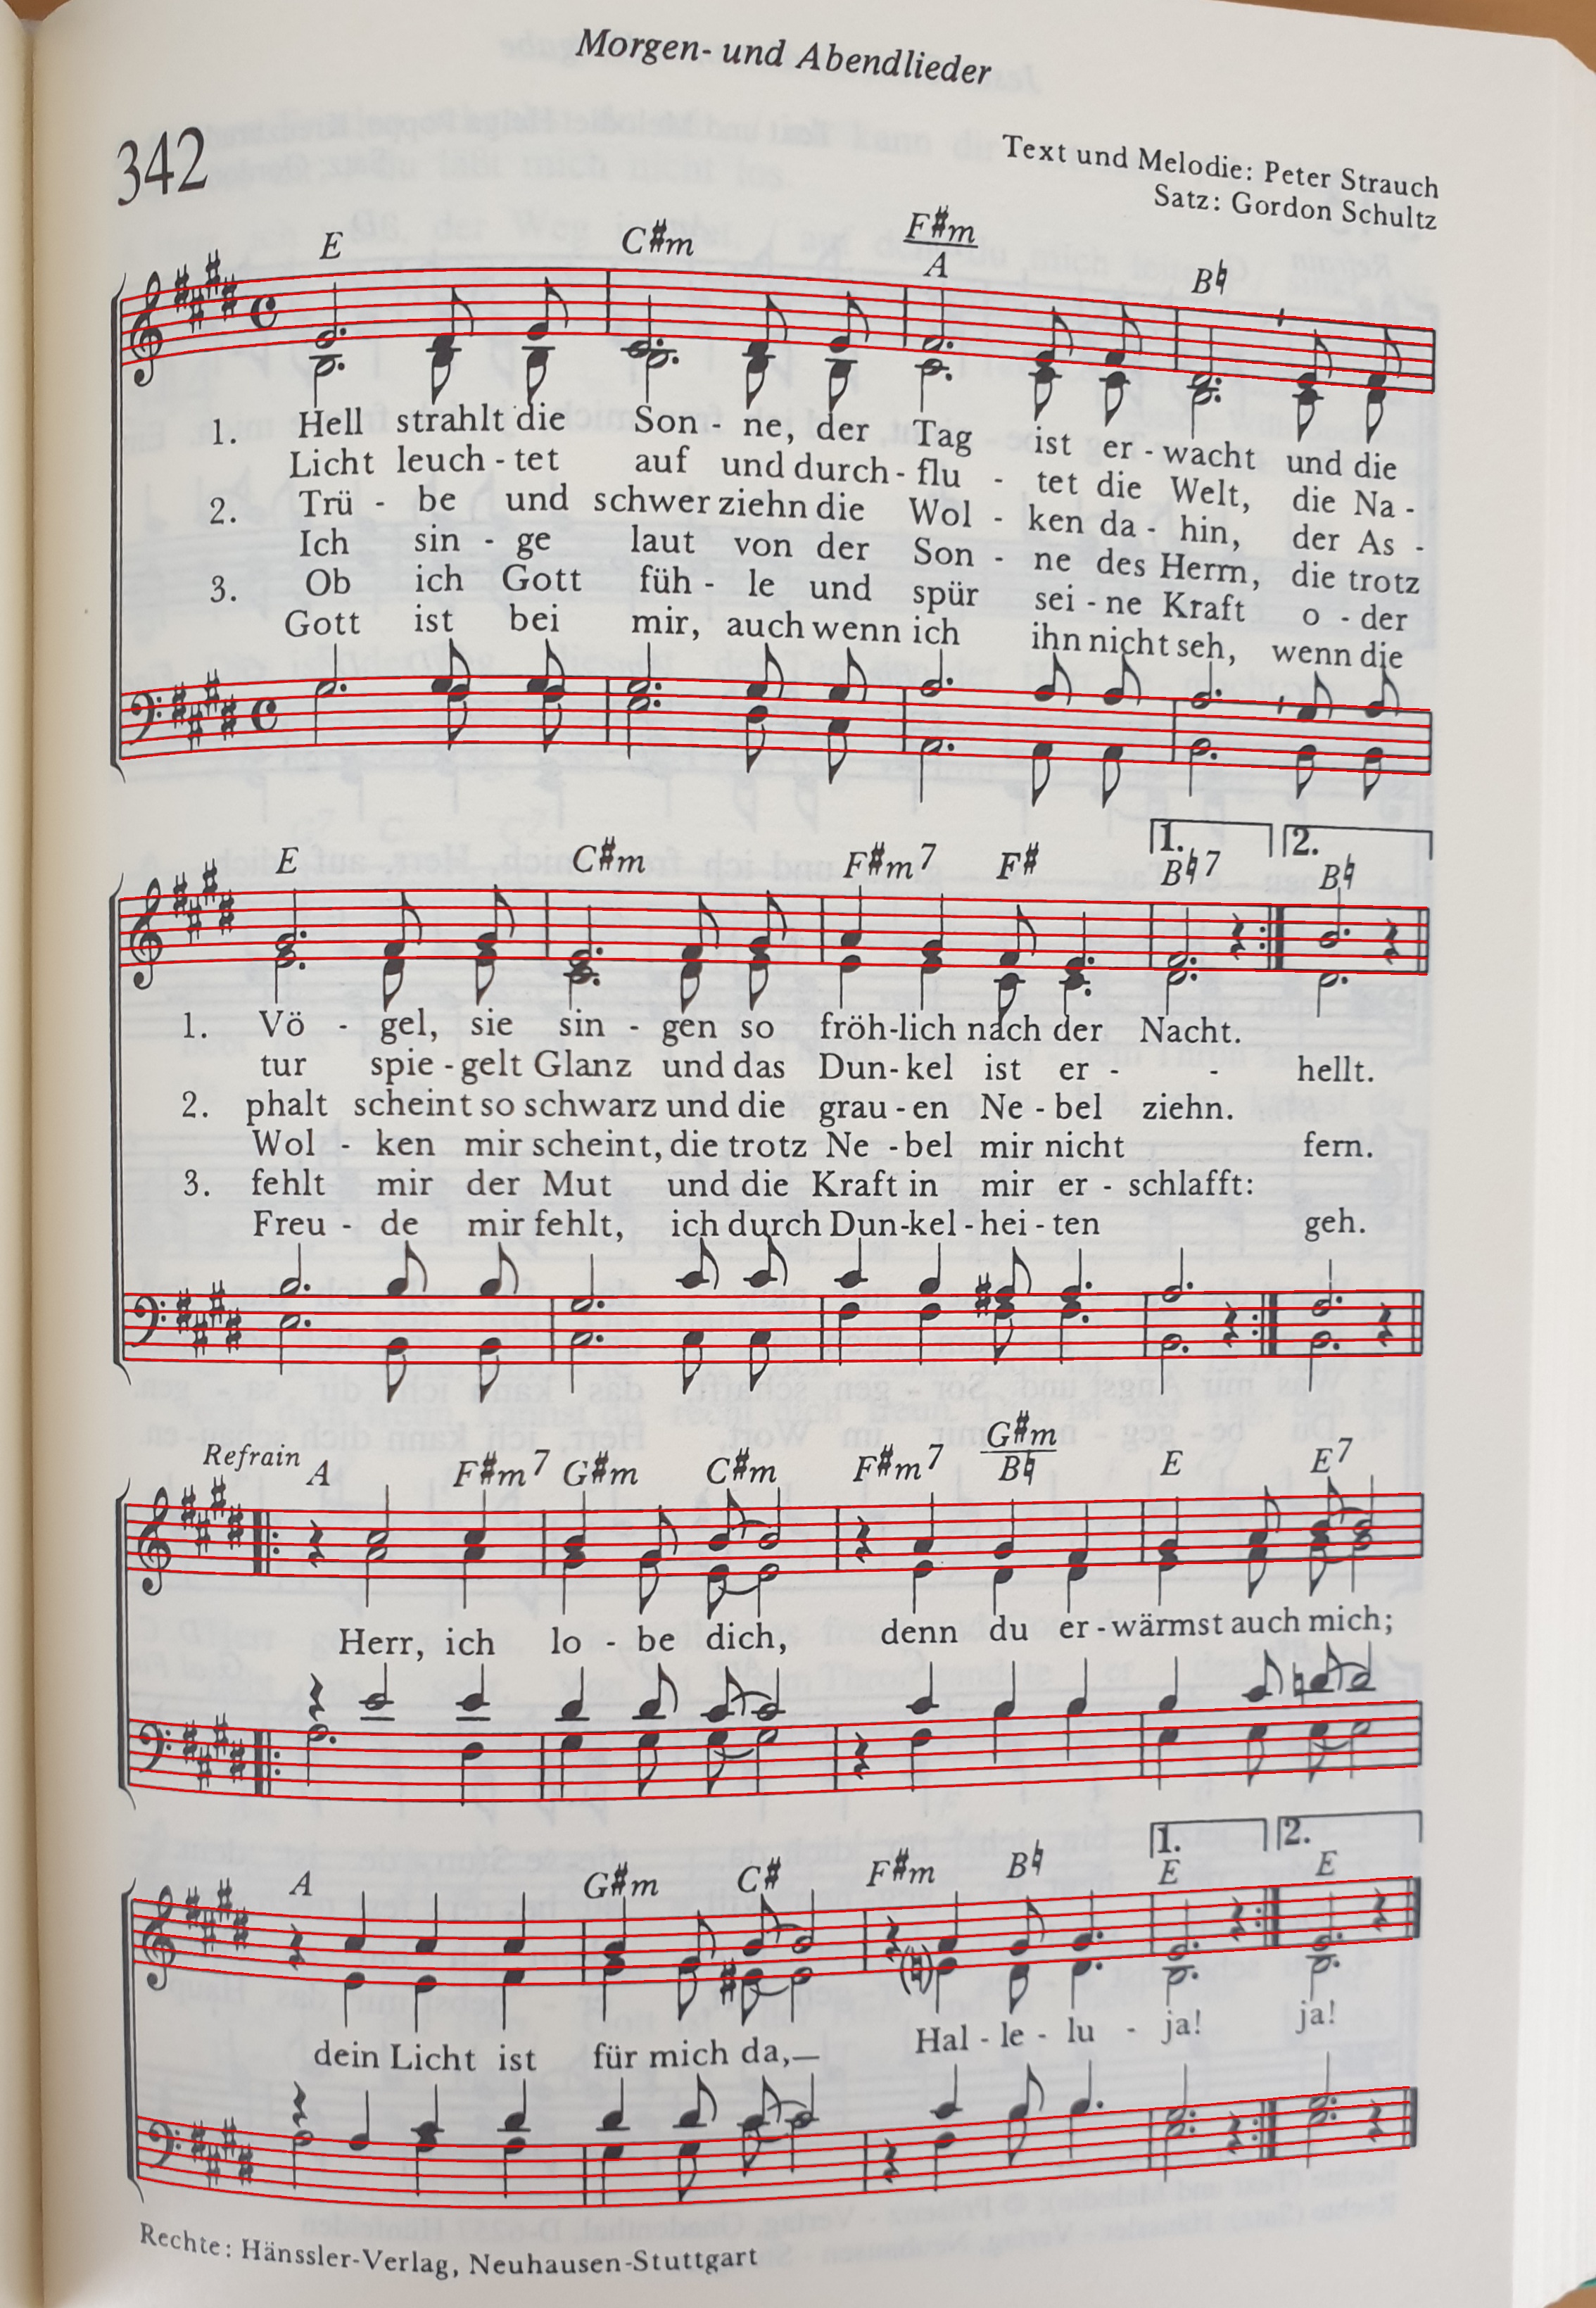 Morgen- und Abendlieder
342
Text und Melodie: Peter Strauch
Satz: Gordon Schultz
E C#m F#m/A B♮
1. Hell strahlt die Son - ne, der Tag ist er - wacht und die
Licht leuch - tet auf und durch - flu - tet die Welt, die Na -
2. Trü - be und schwer ziehn die Wol - ken da - hin, der As -
Ich sin - ge laut von der Son - ne des Herrn, die trotz
3. Ob ich Gott füh - le und spür sei - ne Kraft o - der
Gott ist bei mir, auch wenn ich ihn nicht seh, wenn die
1. 2.
E C#m F#m7 F# B♮7 B♮
1. Vö - gel, sie sin - gen so fröh-lich nach der Nacht.
tur spie - gelt Glanz und das Dun-kel ist er - - hellt.
2. phalt scheint so schwarz und die grau - en Ne - bel ziehn.
Wol - ken mir scheint, die trotz Ne - bel mir nicht fern.
3. fehlt mir der Mut und die Kraft in mir er - schlafft:
Freu - de mir fehlt, ich durch Dun-kel - hei - ten geh.
Refrain A F#m7 G#m C#m F#m7 G#m/B♮ E E7
Herr, ich lo - be dich, denn du er - wärmst auch mich;
1. 2.
A G#m C# F#m B♮ E E
dein Licht ist für mich da,— Hal - le - lu - ja! ja!
Rechte: Hänssler-Verlag, Neuhausen-Stuttgart